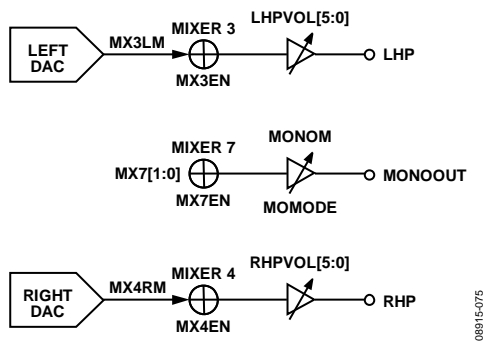 LEFT
DAC
MX3LM
MIXER 3
MX3EN
LHPVOL[5:0]
LHP
MX7[1:0]
MIXER 7
MX7EN
MONOM
MOMODE
MONOOUT
RIGHT
DAC
MX4RM
MIXER 4
MX4EN
RHPVOL[5:0]
RHP
08915-075